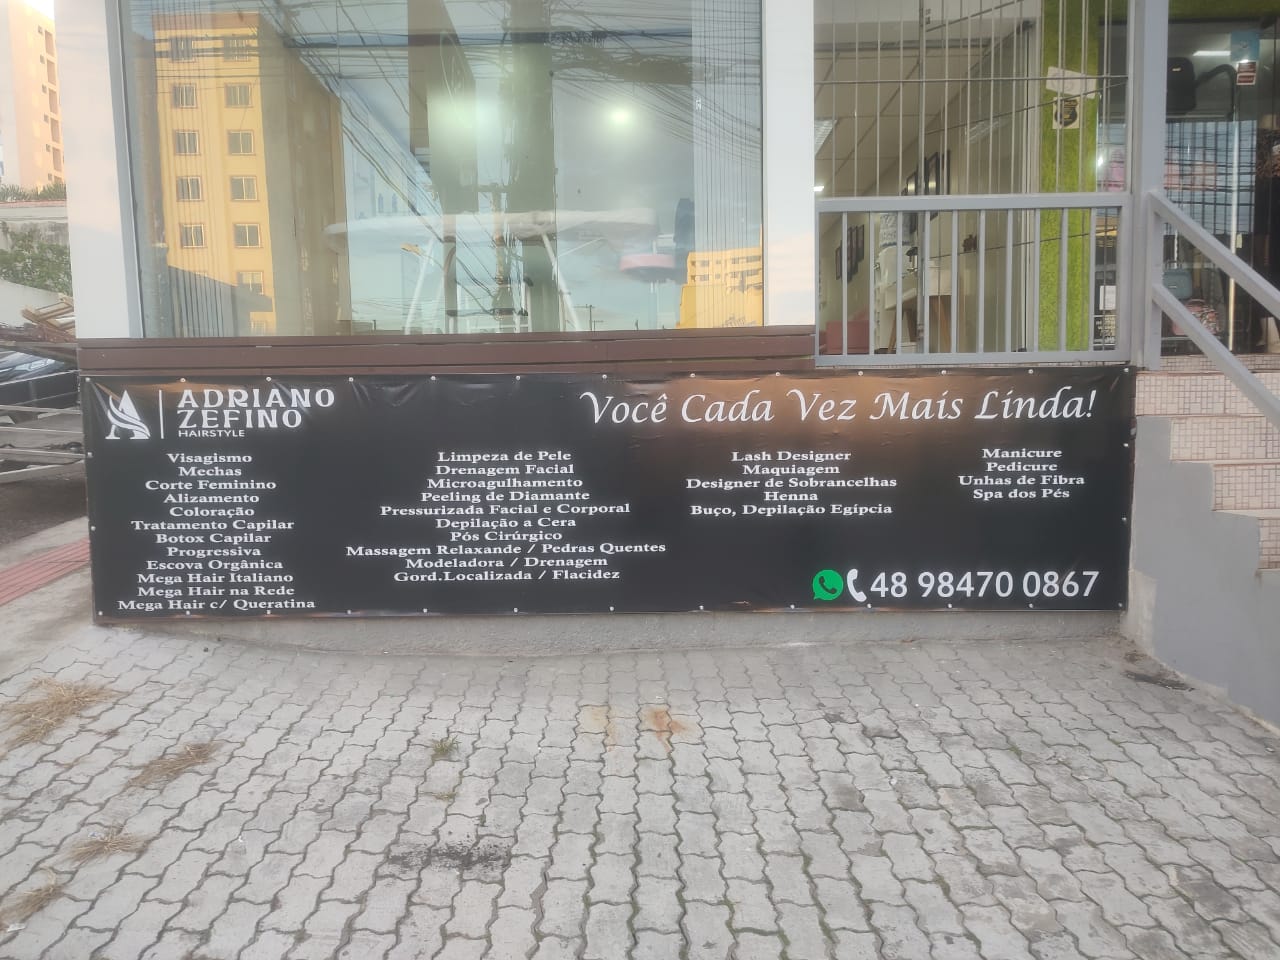 ADRIANO
ZEFINO
HAIRSTYLE
Você Cada Vez Mais Linda!
Visagismo
Mechas
Corte Feminino
Alizamento
Coloração
Tratamento Capilar
Botox Capilar
Progressiva
Escova Orgânica
Mega Hair Italiano
Mega Hair na Rede
Mega Hair c/ Queratina
Limpeza de Pele
Drenagem Facial
Microagulhamento
Peeling de Diamante
Pressurizada Facial e Corporal
Depilação a Cera
Pós Cirúrgico
Massagem Relaxande / Pedras Quentes
Modeladora / Drenagem
Gord.Localizada / Flacidez
Lash Designer
Maquiagem
Designer de Sobrancelhas
Henna
Buço, Depilação Egípcia
Manicure
Pedicure
Unhas de Fibra
Spa dos Pés
48 98470 0867